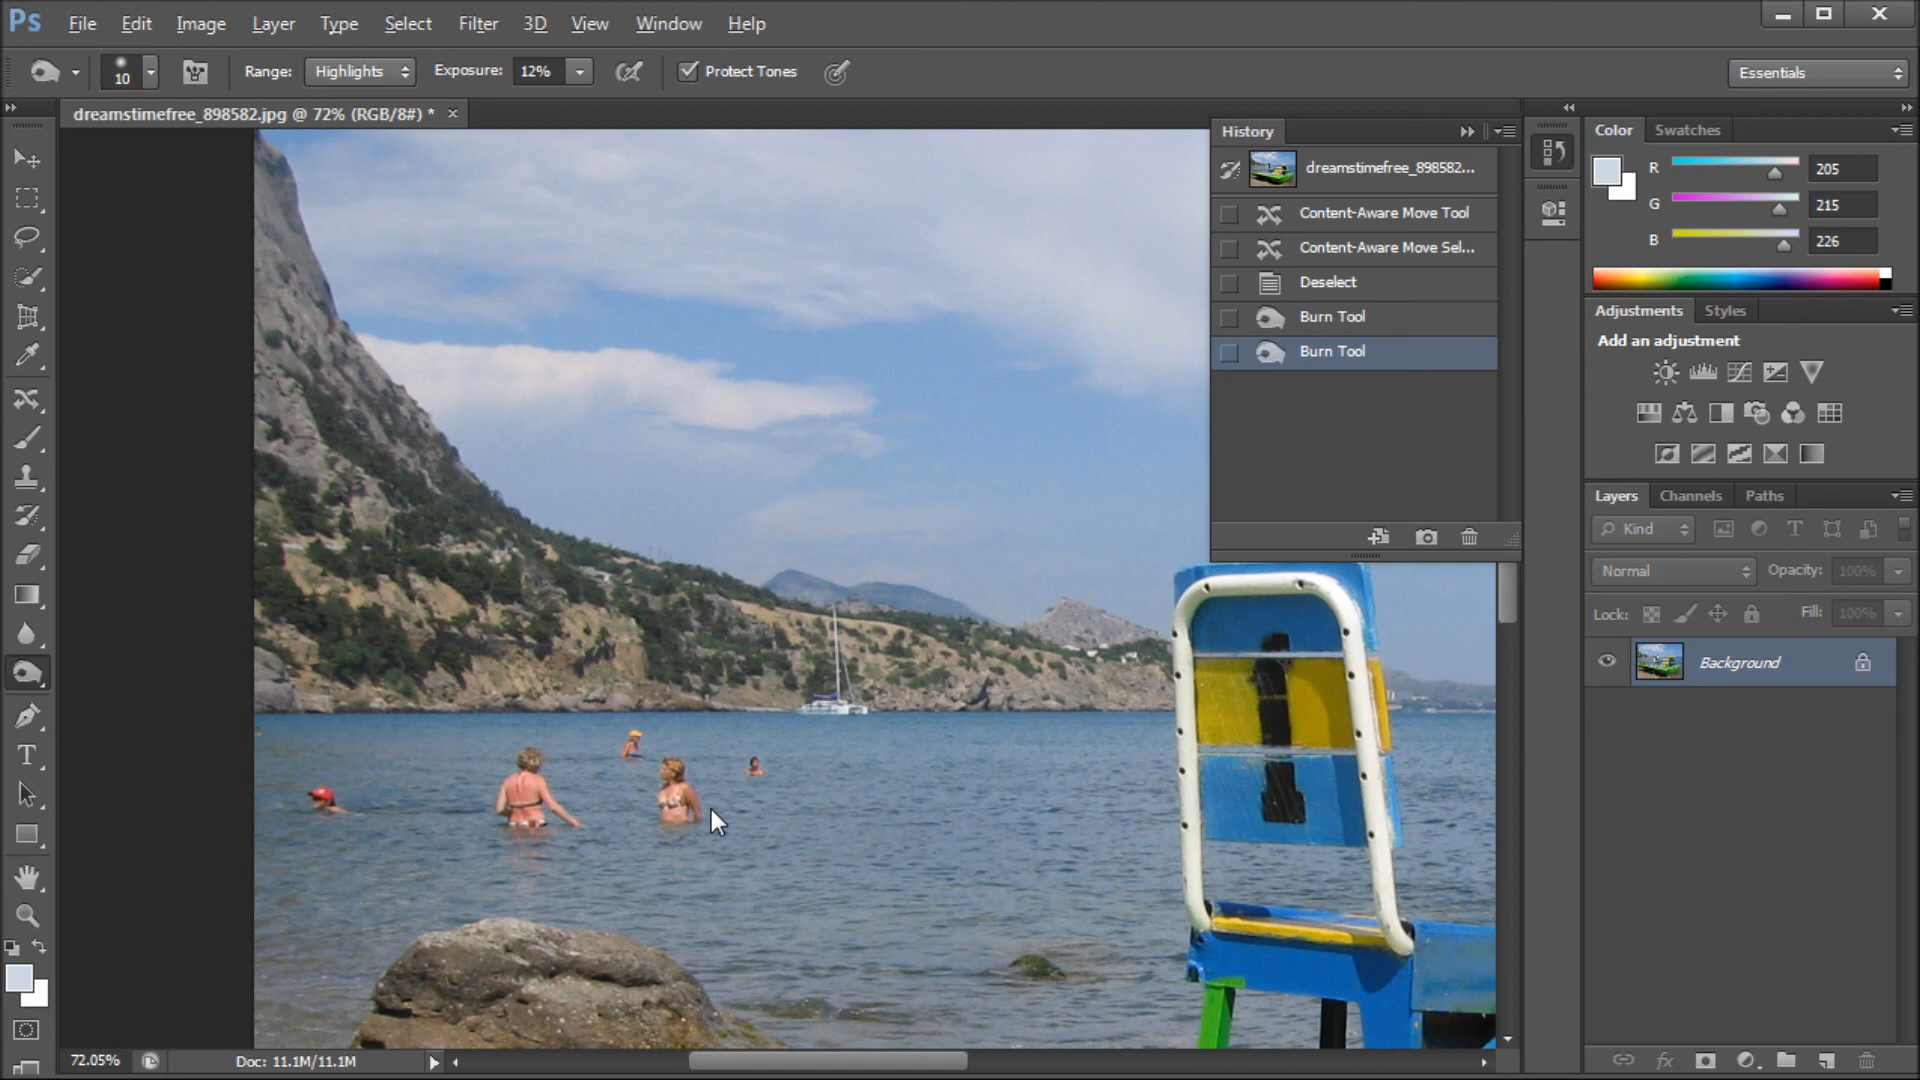 Ps File Edit Image Layer Type Select Filter 3D View Window Help
10 Range: Highlights Exposure: 12% Protect Tones Essentials
dreamstimefree_898582.jpg @ 72% (RGB/8#) * ×
History
dreamstimefree_898582...
Content-Aware Move Tool
Content-Aware Move Sel...
Deselect
Burn Tool
Burn Tool
Color Swatches
R 205
G 215
B 226
Adjustments Styles
Add an adjustment
Layers Channels Paths
Kind
Normal Opacity: 100%
Lock: Fill: 100%
Background
72.05% Doc: 11.1M/11.1M